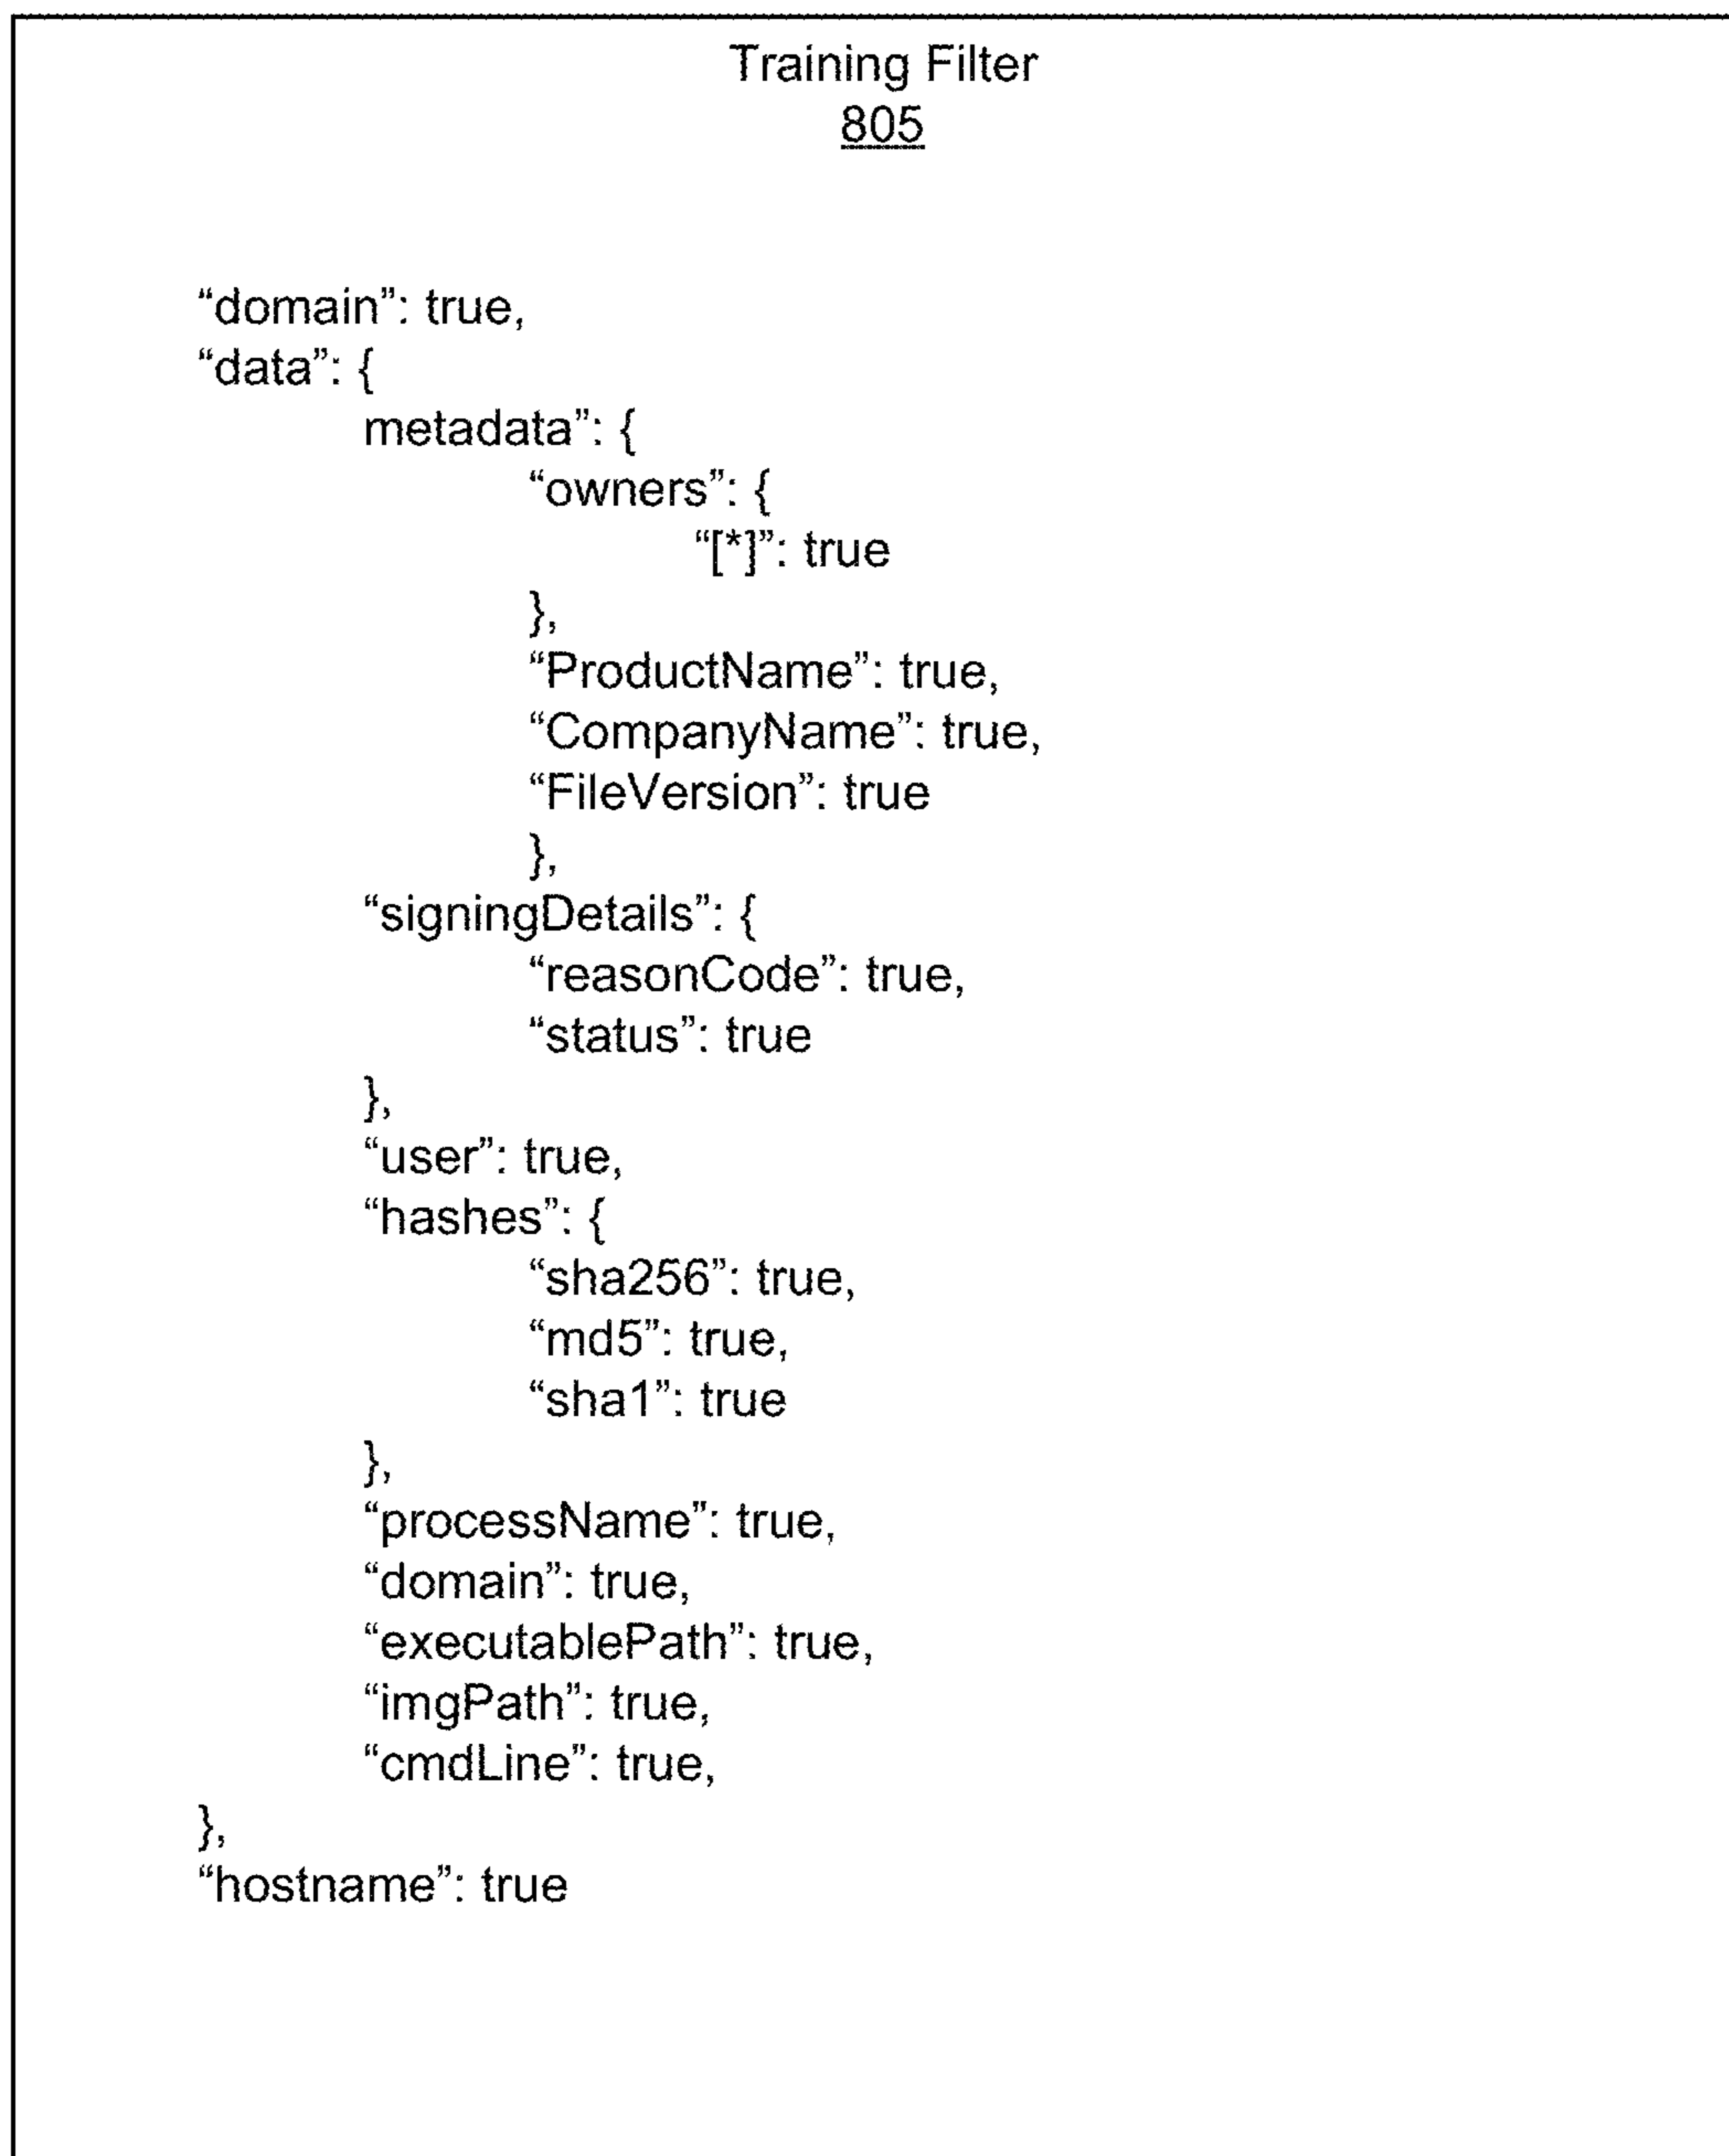 Training Filter
805
“domain”: true,
“data”: {
metadata”: {
“owners”: {
“[*]”: true
},
“ProductName”: true,
“CompanyName”: true,
“FileVersion”: true
},
“signingDetails”: {
“reasonCode”: true,
“status”: true
},
“user”: true,
“hashes”: {
“sha256”: true,
“md5”: true,
“sha1”: true
},
“processName”: true,
“domain”: true,
“executablePath”: true,
“imgPath”: true,
“cmdLine”: true,
},
“hostname”: true